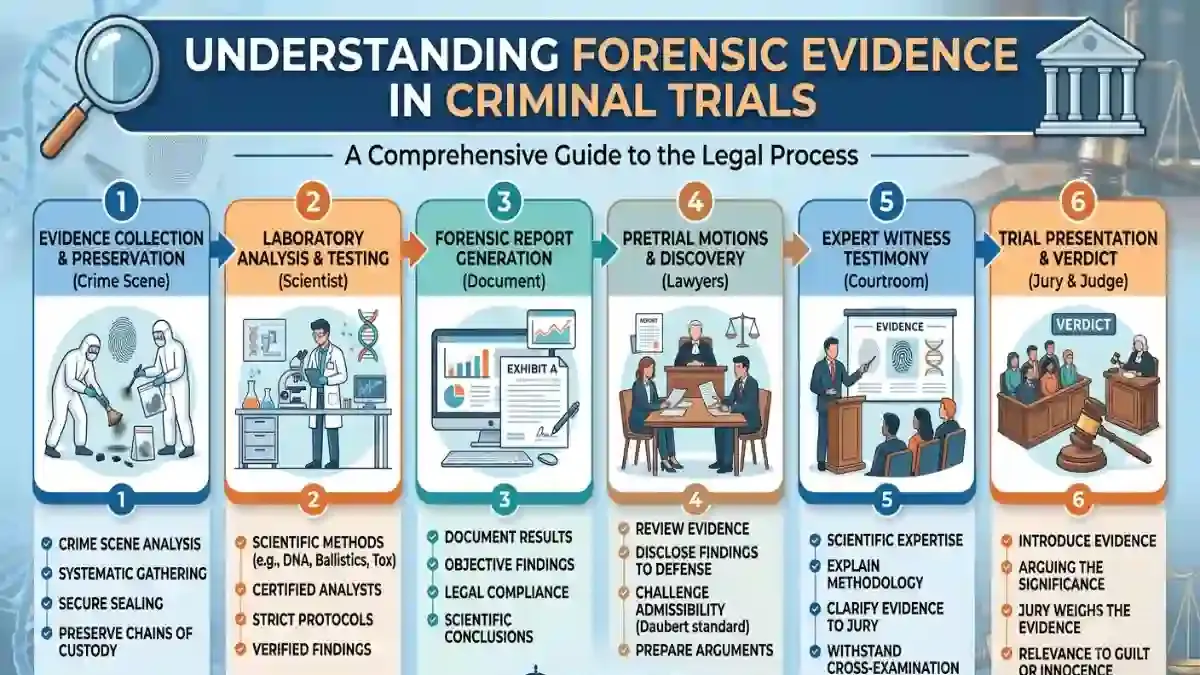 UNDERSTANDING FORENSIC EVIDENCE
IN CRIMINAL TRIALS
A Comprehensive Guide to the Legal Process
1
EVIDENCE COLLECTION
& PRESERVATION
(Crime Scene)
1
CRIME SCENE ANALYSIS
SYSTEMATIC GATHERING
SECURE SEALING
PRESERVE CHAINS OF
CUSTODY
2
LABORATORY
ANALYSIS & TESTING
(Scientist)
2
SCIENTIFIC METHODS
(e.g., DNA, Ballistics, Tox)
CERTIFIED ANALYSTS
STRICT PROTOCOLS
VERIFIED FINDINGS
3
FORENSIC REPORT
GENERATION
(Document)
EXHIBIT A
3
DOCUMENT RESULTS
OBJECTIVE FINDINGS
LEGAL COMPLIANCE
SCIENTIFIC
CONCLUSIONS
4
PRETRIAL MOTIONS
& DISCOVERY
(Lawyers)
REPORT
4
REVIEW EVIDENCE
DISCLOSE FINDINGS
TO DEFENSE
CHALLENGE
ADMISSIBILITY
(Daubert standard)
PREPARE ARGUMENTS
5
EXPERT WITNESS
TESTIMONY
(Courtroom)
EVIDENCE
5
SCIENTIFIC EXPERTISE
EXPLAIN
METHODOLOGY
CLARIFY EVIDENCE
TO JURY
WITHSTAND
CROSS-EXAMINATION
6
TRIAL PRESENTATION
& VERDICT
(Jury & Judge)
VERDICT
6
INTRODUCE EVIDENCE
ARGUING THE
SIGNIFICANCE
JURY WEIGHS THE
EVIDENCE
RELEVANCE TO GUILT
OR INNOCENCE